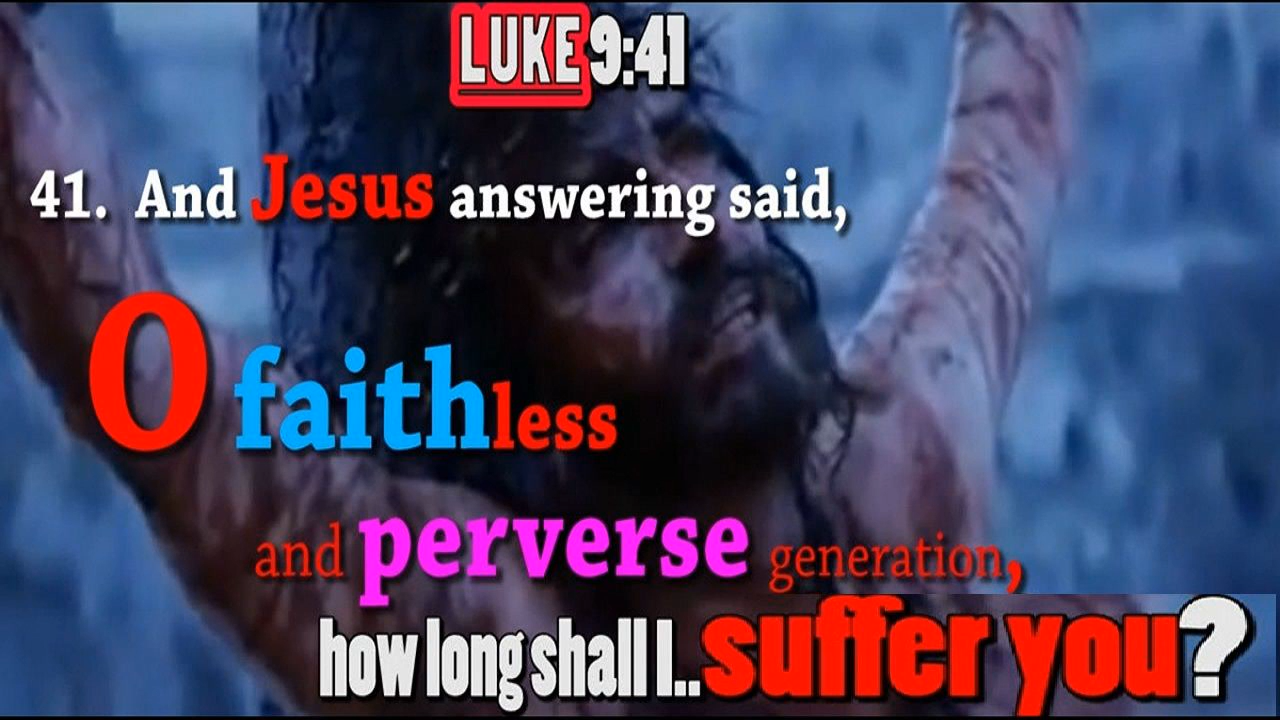 LUKE 9:41
41. And Jesus answering said,
O faithless
and perverse generation,
how long shall I..suffer you?